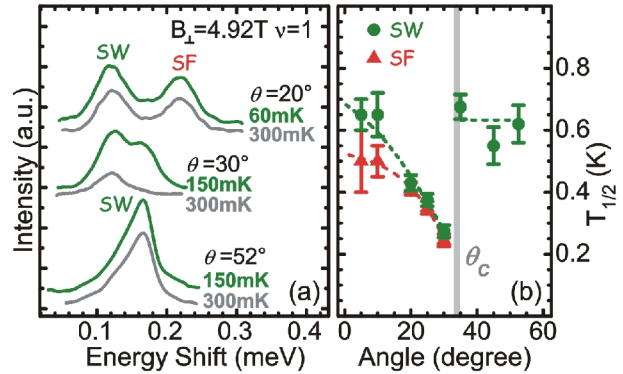 B⊥=4.92T ν=1
SW
SF
θ=20°
60mK
300mK
θ=30°
150mK
300mK
SW
θ=52°
150mK
300mK
(a)
Intensity (a.u.)
0.1 0.2 0.3 0.4
Energy Shift (meV)
SW
SF
θc
(b)
0.8
0.6
0.4
0.2
T1/2 (K)
0 20 40 60
Angle (degree)